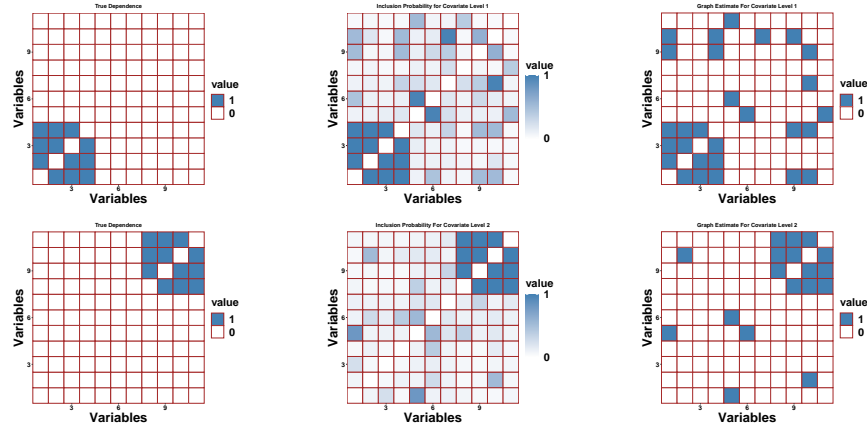 True Dependence
Variables
9
6
3
3
6
9
Variables
value
1
0
Inclusion Probability for Covariate Level 1
Variables
9
6
3
3
6
9
Variables
value
1
0
Graph Estimate For Covariate Level 1
Variables
9
6
3
3
6
9
Variables
value
1
0
True Dependence
Variables
9
6
3
3
6
9
Variables
value
1
0
Inclusion Probability For Covariate Level 2
Variables
9
6
3
3
6
9
Variables
value
1
0
Graph Estimate For Covariate Level 2
Variables
9
6
3
3
6
9
Variables
value
1
0